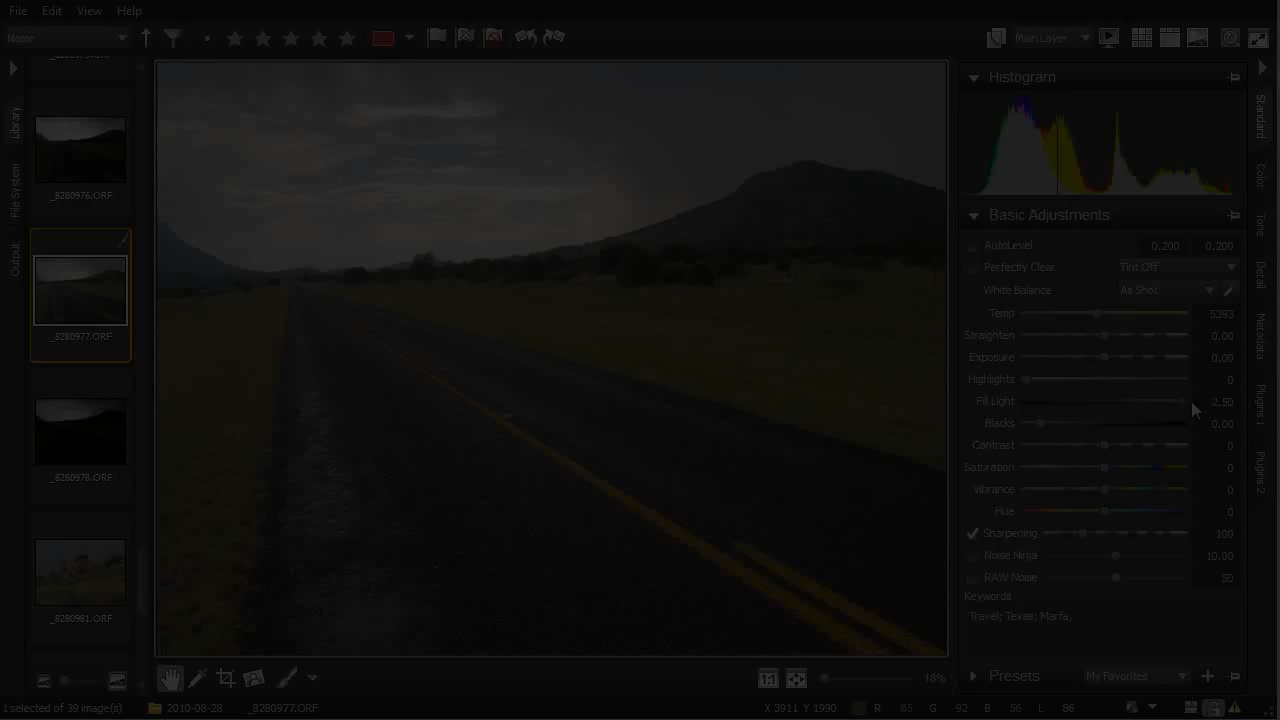 File Edit View Help
Name
Main Layer
Library
File System
Output
_8280976.ORF
_8280977.ORF
_8280978.ORF
_8280981.ORF
Histogram
Basic Adjustments
AutoLevel 0.200 0.200
Perfectly Clear Tint Off
White Balance As Shot
Temp 5393
Straighten 0.00
Exposure 0.00
Highlights 0
Fill Light 2.50
Blacks 0.00
Contrast 0
Saturation 0
Vibrance 0
Hue 0
Sharpening 100
Noise Ninja 10.00
RAW Noise 50
Keywords
Travel; Texas; Marfa,
Presets My Favorites
Standard
Color
Tone
Detail
Metadata
Plugins 1
Plugins 2
1:1
18%
1 selected of 39 image(s) 2010-08-28 _8280977.ORF X 3911 Y 1990 R 85 G 92 B 56 L 86